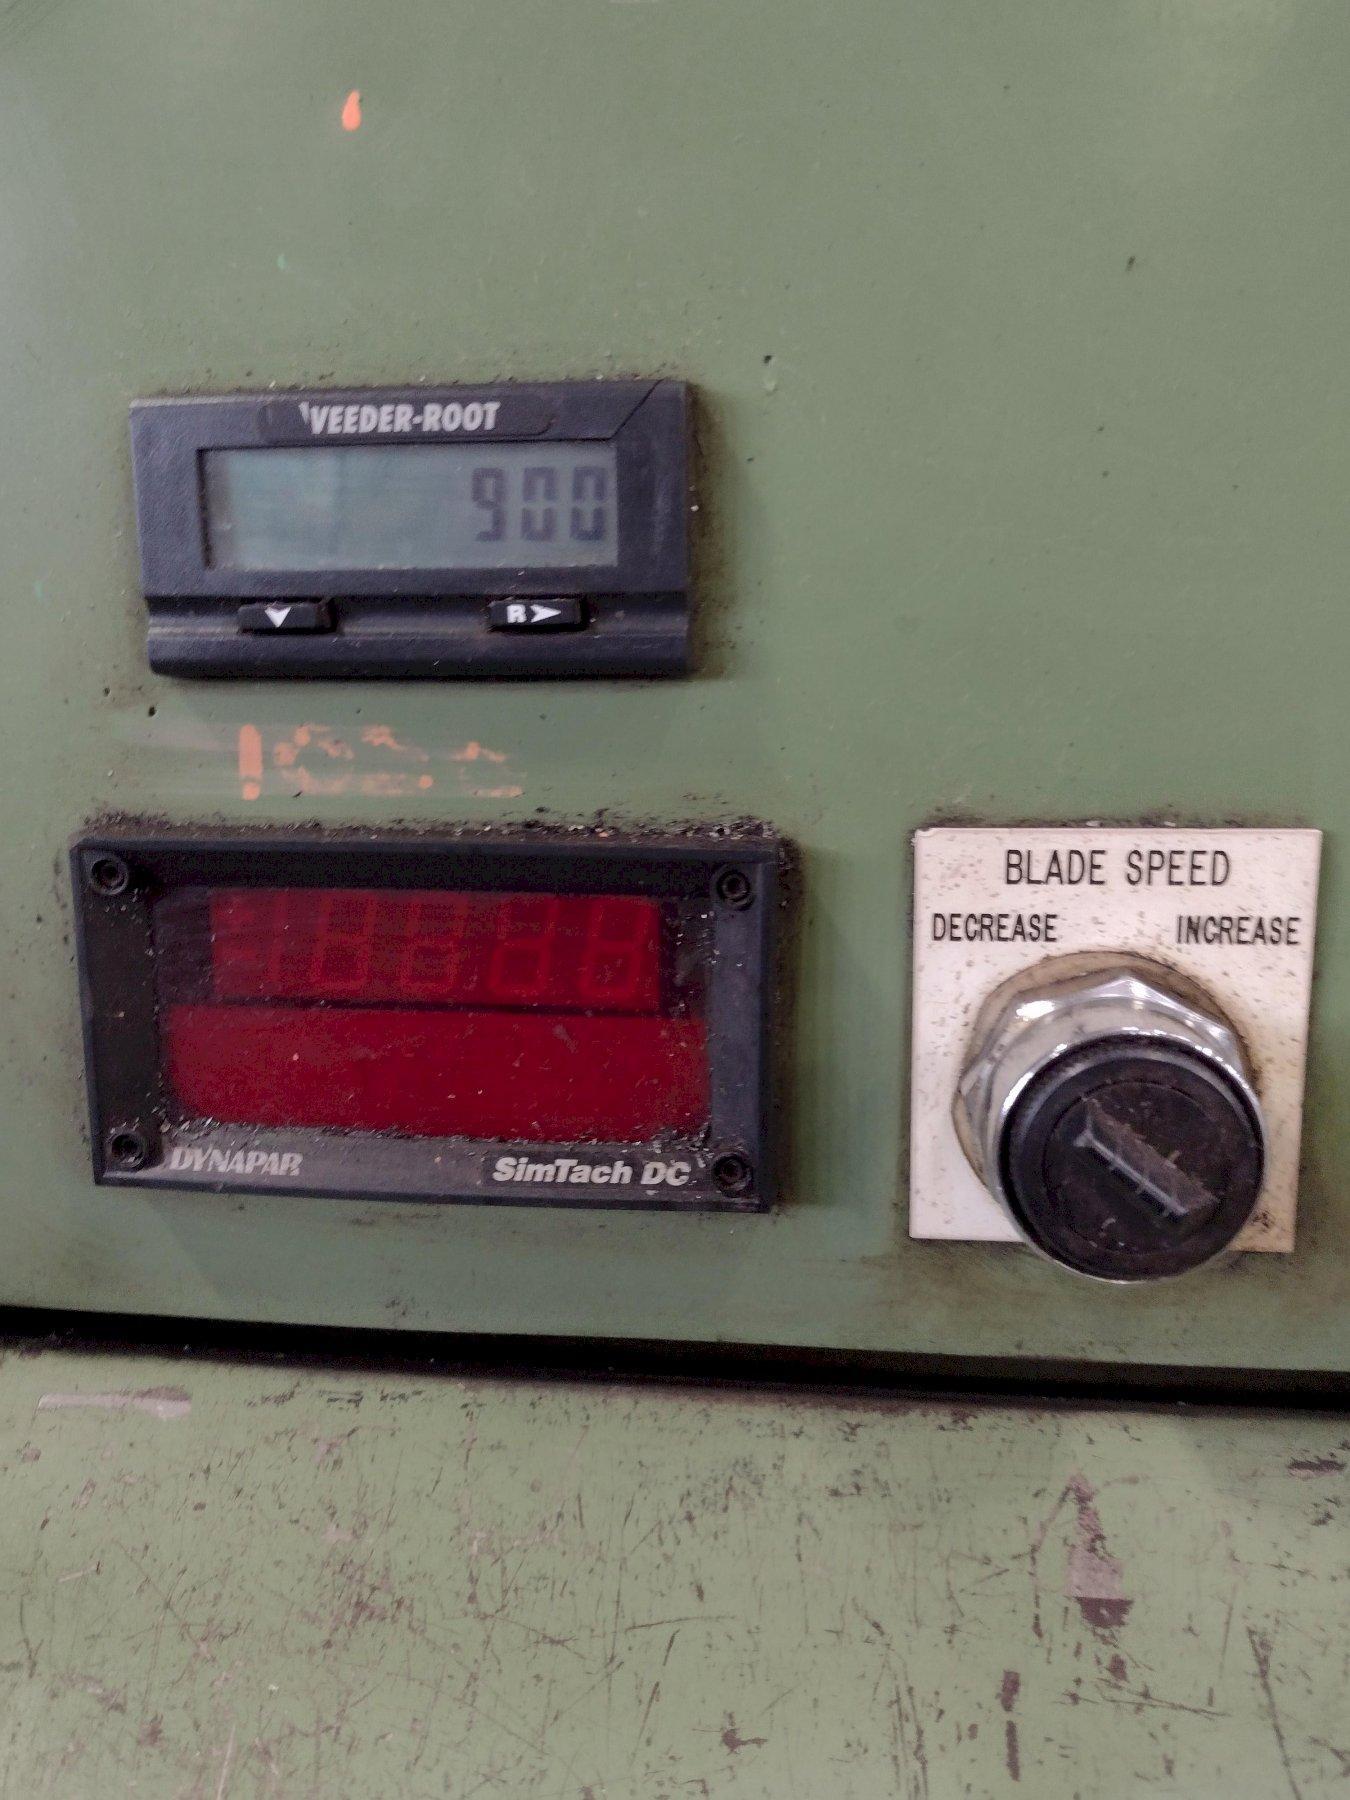 VEEDER-ROOT
900
R
DYNAPAR
SimTach DC
BLADE SPEED
DECREASE INCREASE